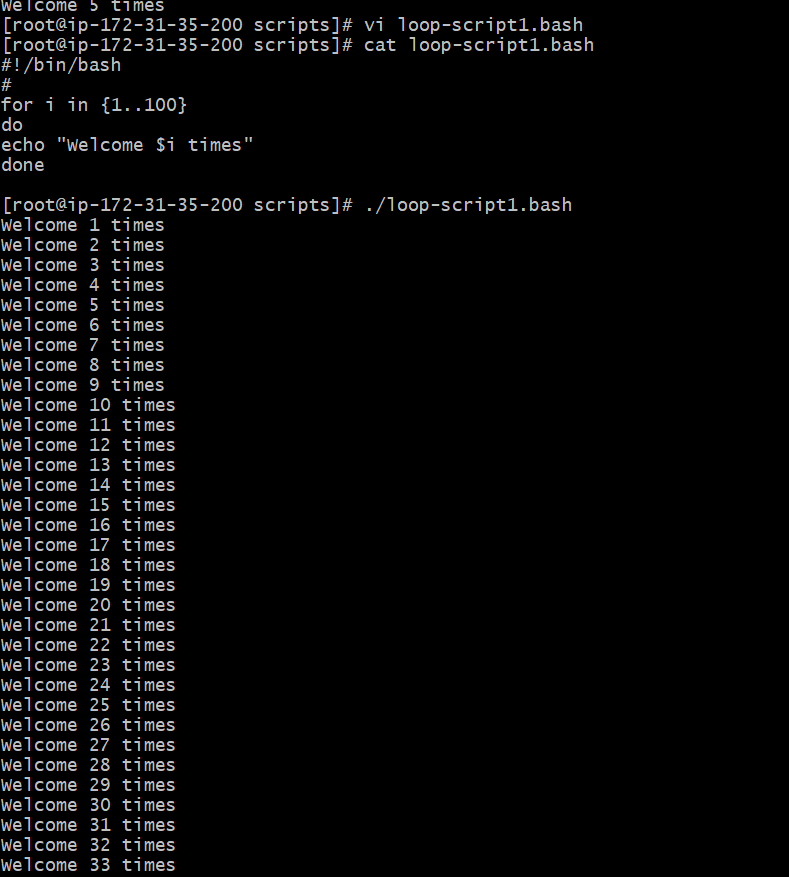 Welcome 5 times
[root@ip-172-31-35-200 scripts]# vi loop-script1.bash
[root@ip-172-31-35-200 scripts]# cat loop-script1.bash
#!/bin/bash
#
for i in {1..100}
do
echo "Welcome $i times"
done
[root@ip-172-31-35-200 scripts]# ./loop-script1.bash
Welcome 1 times
Welcome 2 times
Welcome 3 times
Welcome 4 times
Welcome 5 times
Welcome 6 times
Welcome 7 times
Welcome 8 times
Welcome 9 times
Welcome 10 times
Welcome 11 times
Welcome 12 times
Welcome 13 times
Welcome 14 times
Welcome 15 times
Welcome 16 times
Welcome 17 times
Welcome 18 times
Welcome 19 times
Welcome 20 times
Welcome 21 times
Welcome 22 times
Welcome 23 times
Welcome 24 times
Welcome 25 times
Welcome 26 times
Welcome 27 times
Welcome 28 times
Welcome 29 times
Welcome 30 times
Welcome 31 times
Welcome 32 times
Welcome 33 times